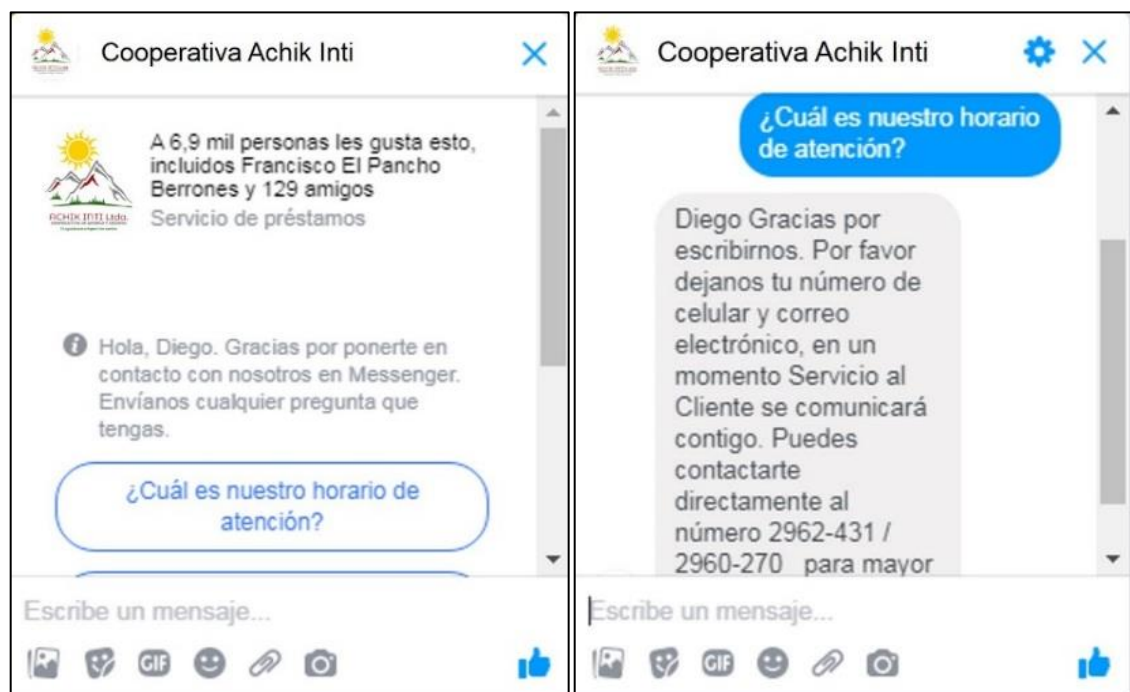 Cooperativa Achik Inti
A 6,9 mil personas les gusta esto,
incluidos Francisco El Pancho
Berrones y 129 amigos
ACHIK INTI Ltda.
Servicio de préstamos
Hola, Diego. Gracias por ponerte en
contacto con nosotros en Messenger.
Envíanos cualquier pregunta que
tengas.
¿Cuál es nuestro horario de
atención?
Escribe un mensaje...
GIF
Cooperativa Achik Inti
¿Cuál es nuestro horario
de atención?
Diego Gracias por
escribirnos. Por favor
dejanos tu número de
celular y correo
electrónico, en un
momento Servicio al
Cliente se comunicará
contigo. Puedes
contactarte
directamente al
número 2962-431 /
2960-270 para mayor
Escribe un mensaje...
GIF